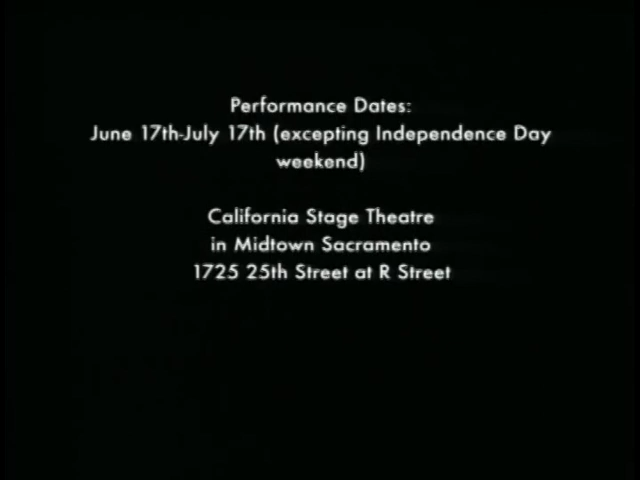 Performance Dates:
June 17th-July 17th (excepting Independence Day
weekend)
California Stage Theatre
in Midtown Sacramento
1725 25th Street at R Street